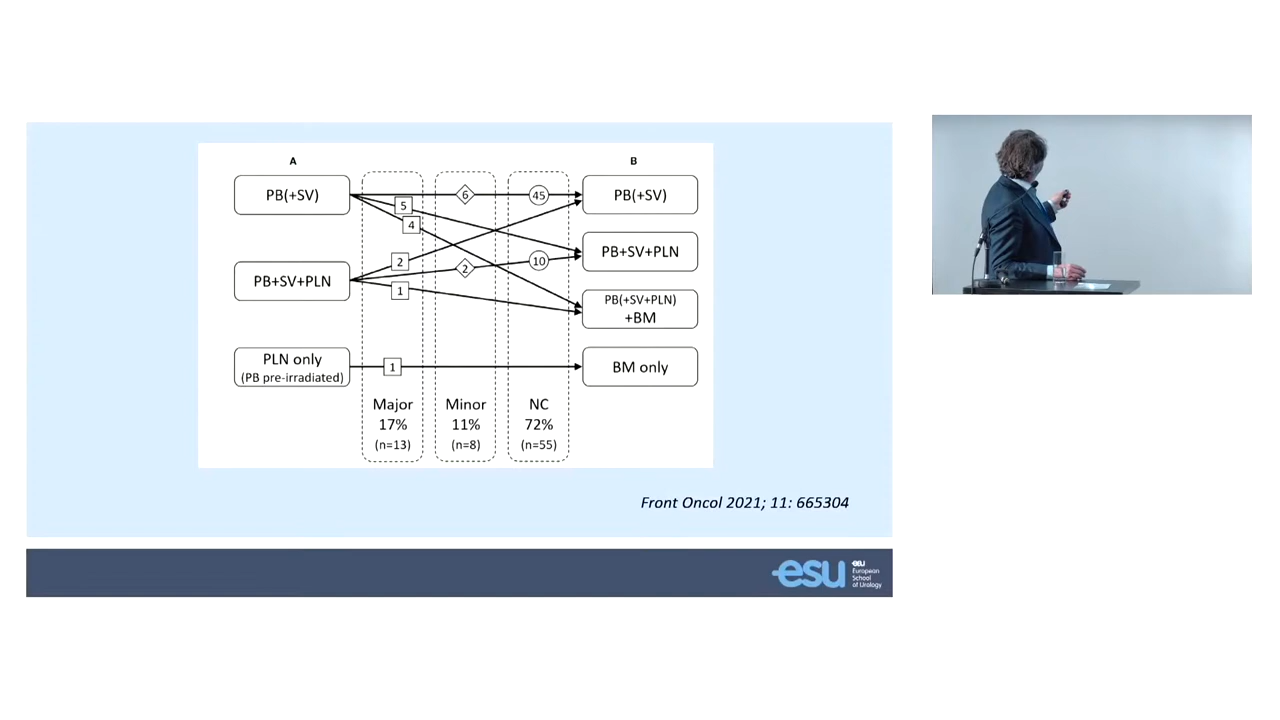 A
B
PB(+SV)
6
45
PB(+SV)
5
4
PB+SV+PLN
2
10
2
PB+SV+PLN
1
PB(+SV+PLN)
+BM
PLN only
(PB pre-irradiated)
1
BM only
Major
17%
(n=13)
Minor
11%
(n=8)
NC
72%
(n=55)
Front Oncol 2021; 11: 665304
esu
eau
European
School
of Urology